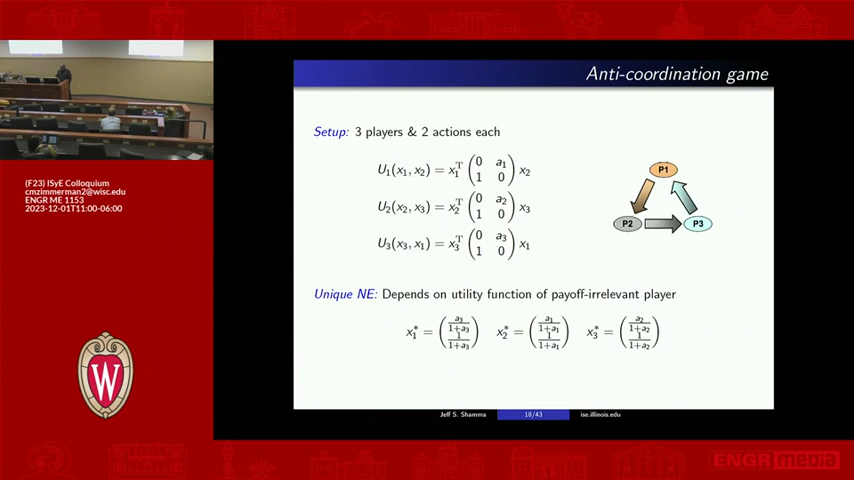 Anti-coordination game
Setup: 3 players & 2 actions each
U₁(x₁, x₂) = x₁ᵀ (0 a₁; 1 0) x₂
U₂(x₂, x₃) = x₂ᵀ (0 a₂; 1 0) x₃
U₃(x₃, x₁) = x₃ᵀ (0 a₃; 1 0) x₁
P1
P2
P3
Unique NE: Depends on utility function of payoff-irrelevant player
x₁* = (a₃/(1+a₃); 1/(1+a₃)) x₂* = (a₁/(1+a₁); 1/(1+a₁)) x₃* = (a₂/(1+a₂); 1/(1+a₂))
Jeff S. Shamma 18/43 ise.illinois.edu
(F23) ISyE Colloquium
cmzimmerman2@wisc.edu
ENGR ME 1153
2023-12-01T11:00-06:00
W
ENGR media